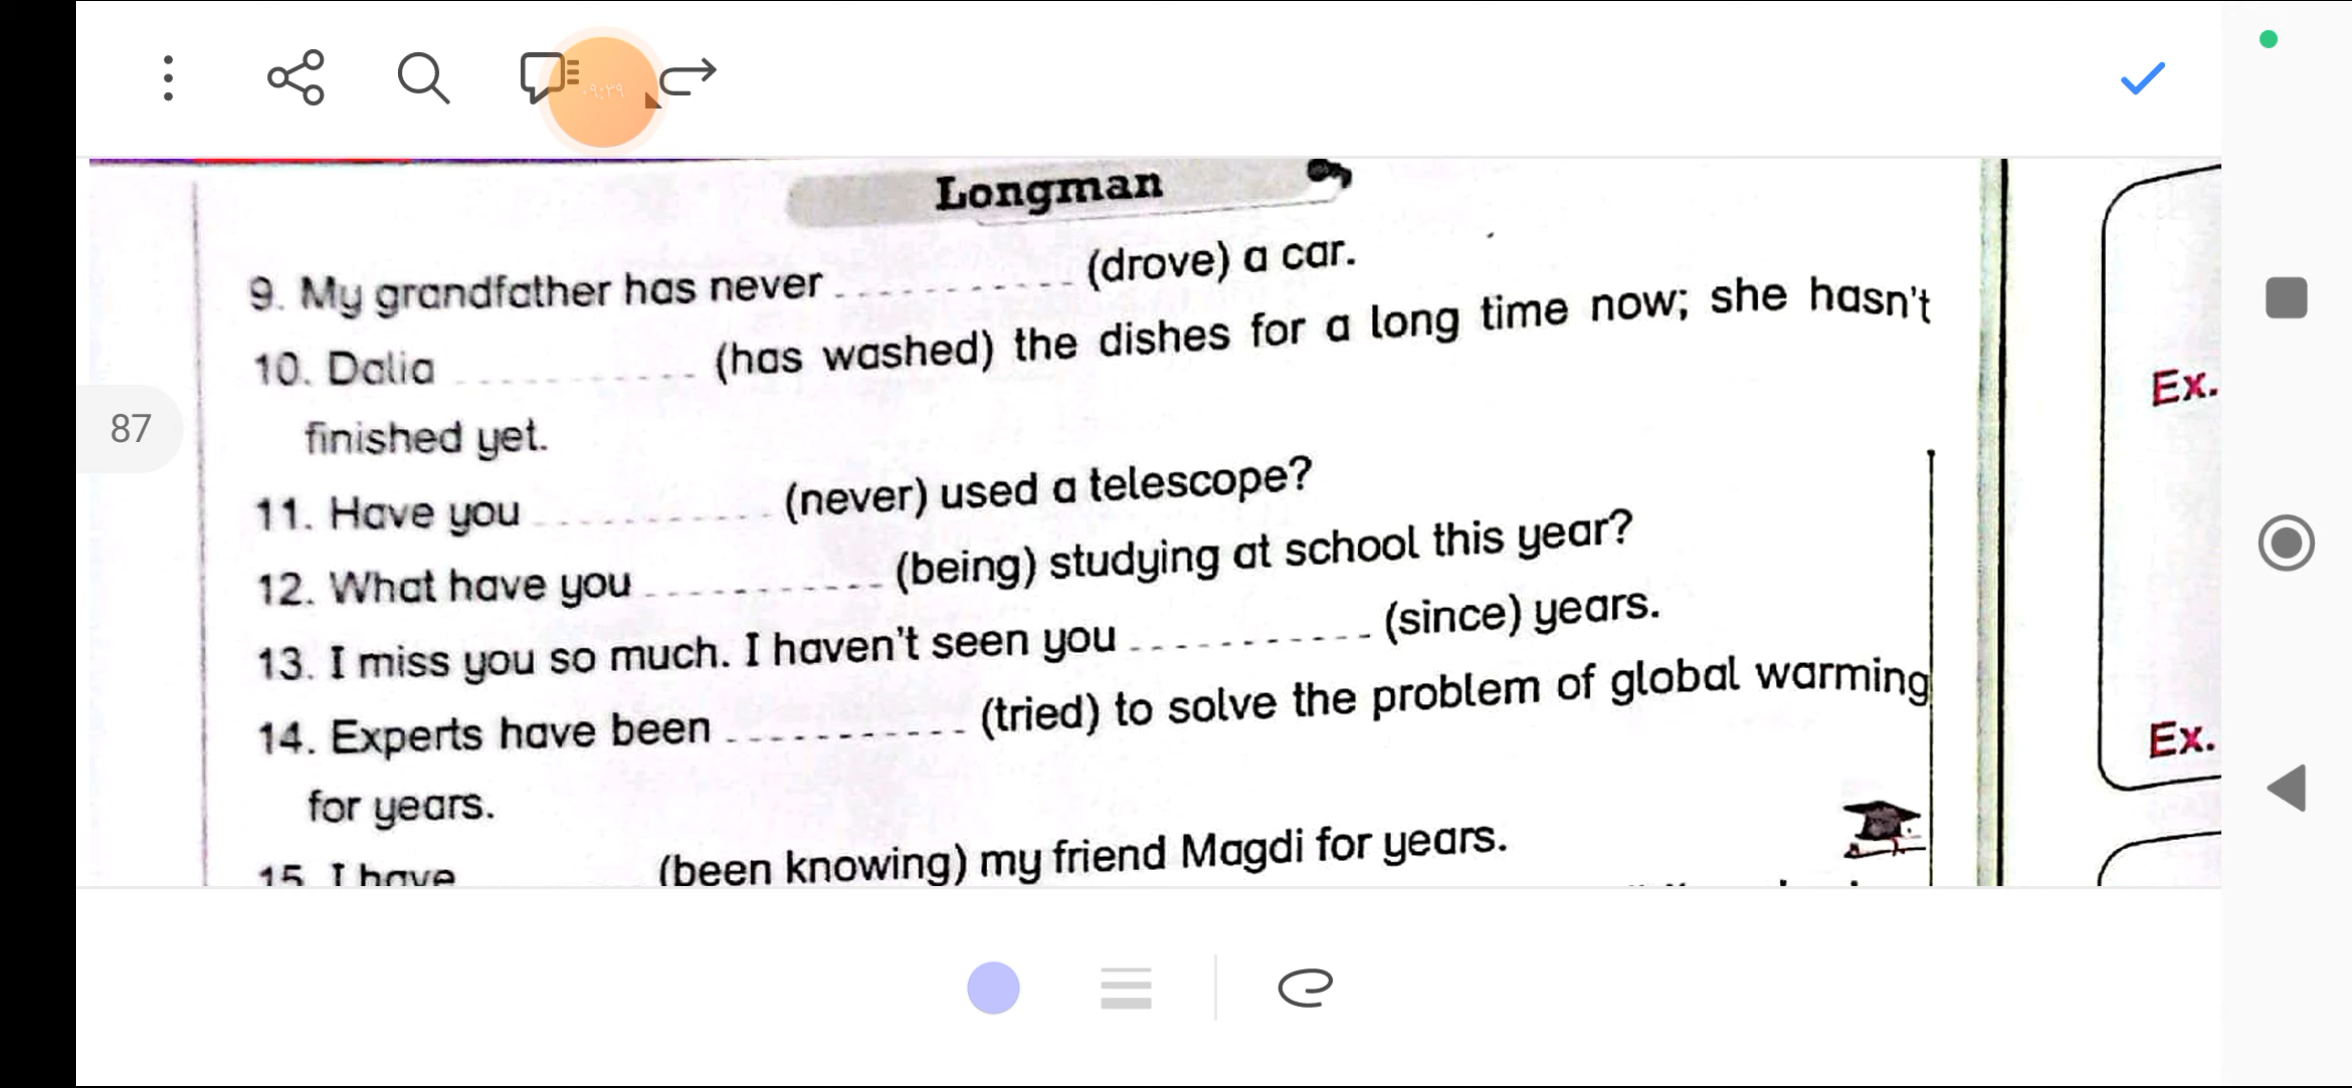 ٠٩:٢٩
Longman
9. My grandfather has never ............ (drove) a car.
10. Dalia ............ (has washed) the dishes for a long time now; she hasn't
finished yet.
87
Ex.
11. Have you ............ (never) used a telescope?
12. What have you ............ (being) studying at school this year?
13. I miss you so much. I haven't seen you ............ (since) years.
14. Experts have been ............ (tried) to solve the problem of global warming
for years.
Ex.
15 I have (been knowing) my friend Magdi for years.